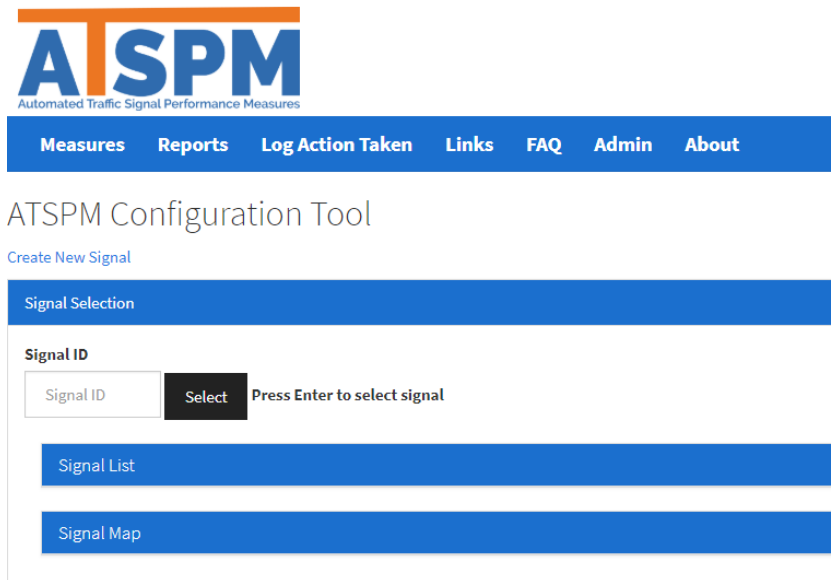 ATSPM
Automated Traffic Signal Performance Measures
Measures Reports Log Action Taken Links FAQ Admin About
ATSPM Configuration Tool
Create New Signal
Signal Selection
Signal ID
Signal ID Select Press Enter to select signal
Signal List
Signal Map